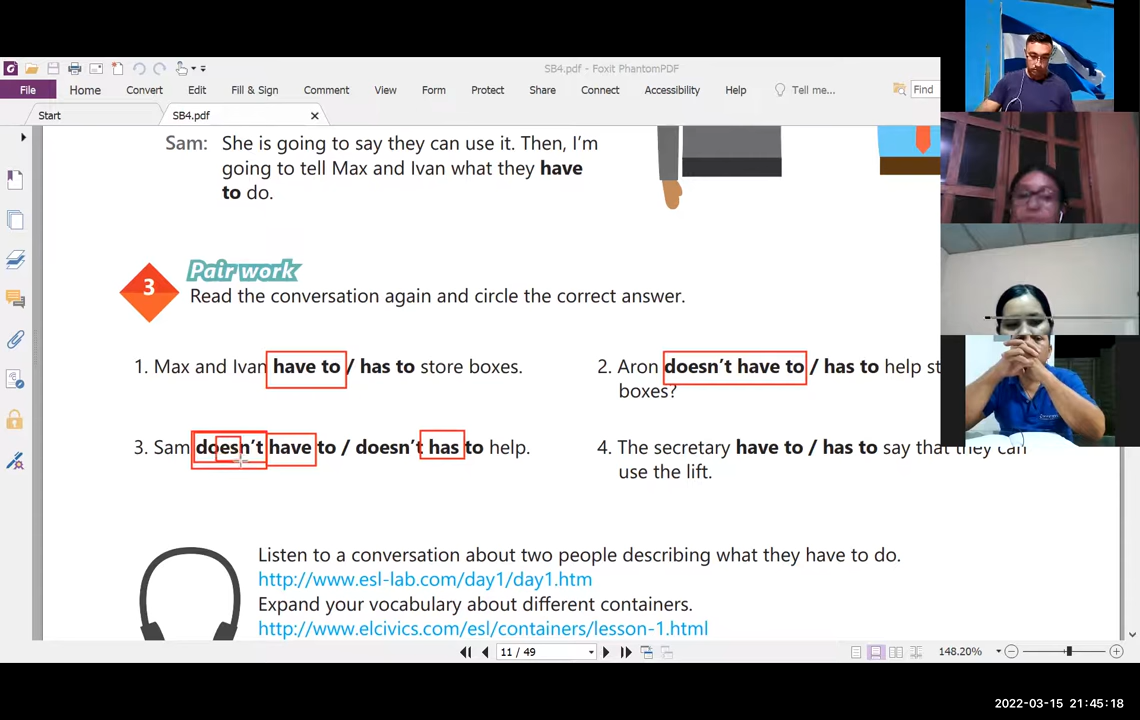 SB4.pdf - Foxit PhantomPDF
File Home Convert Edit Fill & Sign Comment View Form Protect Share Connect Accessibility Help Tell me... Find
Start SB4.pdf
Sam: She is going to say they can use it. Then, I'm
going to tell Max and Ivan what they have
to do.
3 Pair work
Read the conversation again and circle the correct answer.
1. Max and Ivan have to / has to store boxes.
2. Aron doesn't have to / has to help st
boxes?
3. Sam doesn't have to / doesn't has to help.
4. The secretary have to / has to say that they can
use the lift.
Listen to a conversation about two people describing what they have to do.
http://www.esl-lab.com/day1/day1.htm
Expand your vocabulary about different containers.
http://www.elcivics.com/esl/containers/lesson-1.html
11 / 49
148.20%
2022-03-15 21:45:18